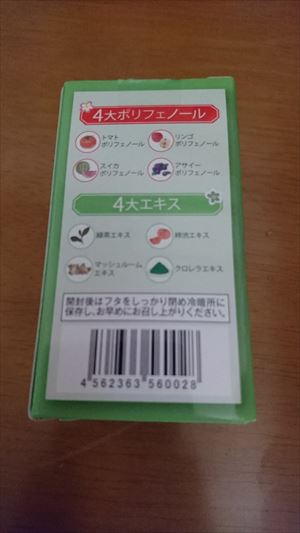 4大ポリフェノール
トマト
ポリフェノール
リンゴ
ポリフェノール
スイカ
ポリフェノール
アサイー
ポリフェノール
4大エキス
緑茶エキス
柿渋エキス
マッシュルーム
エキス
クロレラエキス
開封後はフタをしっかり閉め冷暗所に
保存し、お早めにお召し上がりください。
4 562363 560028